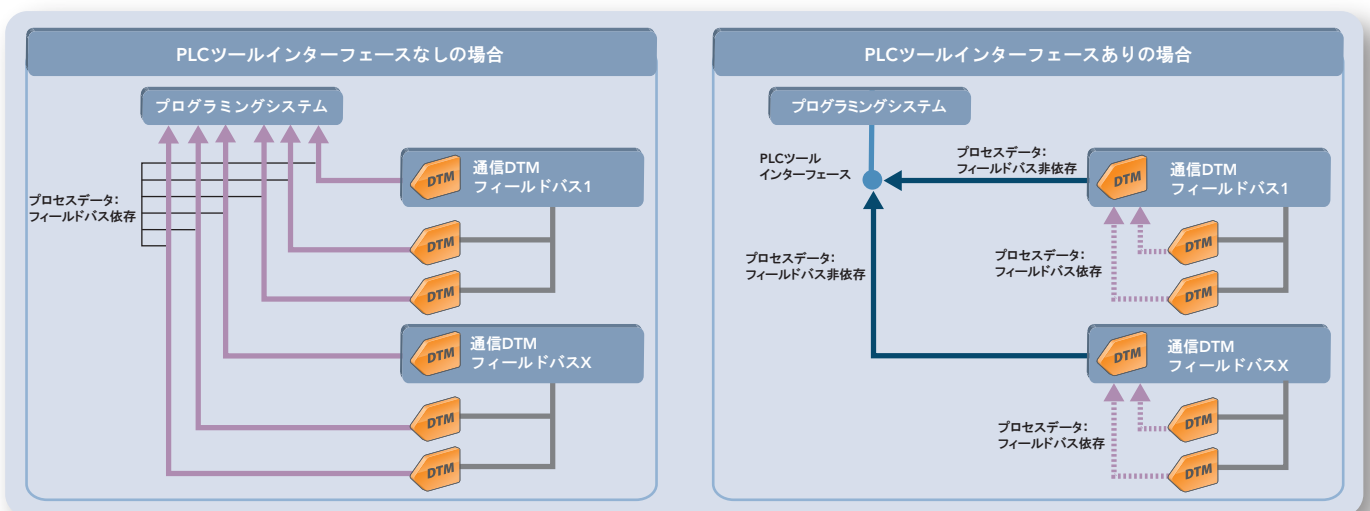 PLCツールインターフェースなしの場合
プログラミングシステム
通信DTM
フィールドバス1
DTM
プロセスデータ:
フィールドバス依存
DTM
DTM
通信DTM
フィールドバスX
DTM
DTM
DTM
PLCツールインターフェースありの場合
プログラミングシステム
PLCツール
インターフェース
プロセスデータ:
フィールドバス非依存
通信DTM
フィールドバス1
DTM
プロセスデータ:
フィールドバス非依存
プロセスデータ:
フィールドバス依存
DTM
DTM
通信DTM
フィールドバスX
DTM
プロセスデータ:
フィールドバス依存
DTM
DTM